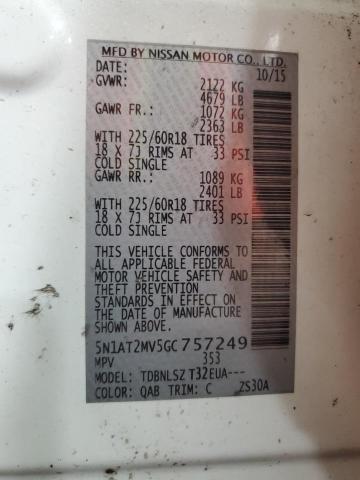 MFD BY NISSAN MOTOR CO., LTD.
DATE: 10/15
GVWR: 2122 KG
4679 LB
GAWR FR.: 1072 KG
2363 LB
WITH 225/60R18 TIRES
18 X 7J RIMS AT 33 PSI
COLD SINGLE
GAWR RR.: 1089 KG
2401 LB
WITH 225/60R18 TIRES
18 X 7J RIMS AT 33 PSI
COLD SINGLE
THIS VEHICLE CONFORMS TO
ALL APPLICABLE FEDERAL
MOTOR VEHICLE SAFETY AND
THEFT PREVENTION
STANDARDS IN EFFECT ON
THE DATE OF MANUFACTURE
SHOWN ABOVE.
5N1AT2MV5GC757249
MPV 353
MODEL: TDBNLSZ T32EUA---
COLOR: QAB TRIM: C ZS30A